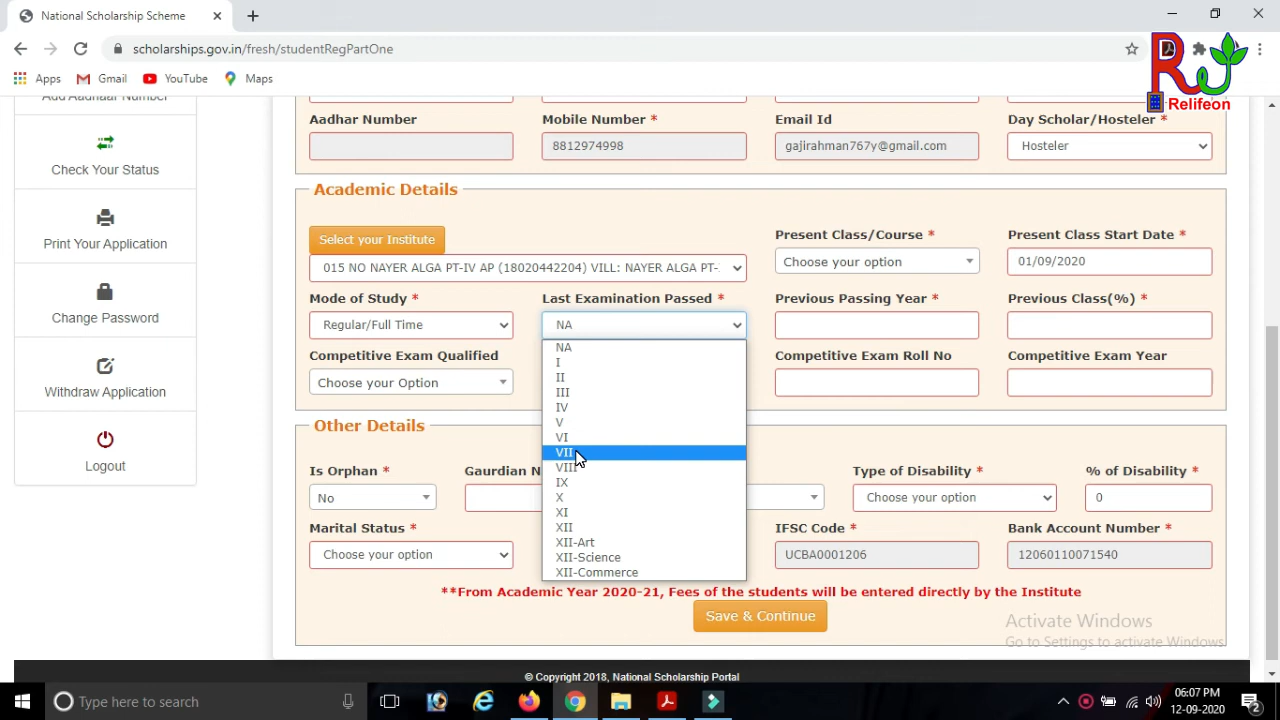 National Scholarship Scheme
scholarships.gov.in/fresh/studentRegPartOne
Apps Gmail YouTube Maps
Relifeon
Add Aadhaar Number
Check Your Status
Print Your Application
Change Password
Withdraw Application
Logout
Aadhar Number Mobile Number * Email Id Day Scholar/Hosteler *
8812974998 gajirahman767y@gmail.com Hosteler
Academic Details
Select your Institute Present Class/Course * Present Class Start Date *
015 NO NAYER ALGA PT-IV AP (18020442204) VILL: NAYER ALGA PT- Choose your option 01/09/2020
Mode of Study * Last Examination Passed * Previous Passing Year * Previous Class(%) *
Regular/Full Time NA
Competitive Exam Qualified Competitive Exam Roll No Competitive Exam Year
Choose your Option
NA
I
II
III
IV
V
VI
VII
VIII
IX
X
XI
XII
XII-Art
XII-Science
XII-Commerce
Other Details
Is Orphan * Gaurdian N Type of Disability * % of Disability *
No Choose your option 0
Marital Status * IFSC Code * Bank Account Number *
Choose your option UCBA0001206 12060110071540
**From Academic Year 2020-21, Fees of the students will be entered directly by the Institute
Save & Continue
Activate Windows
Go to Settings to activate Windows.
© Copyright 2018, National Scholarship Portal
Type here to search
06:07 PM
12-09-2020
2